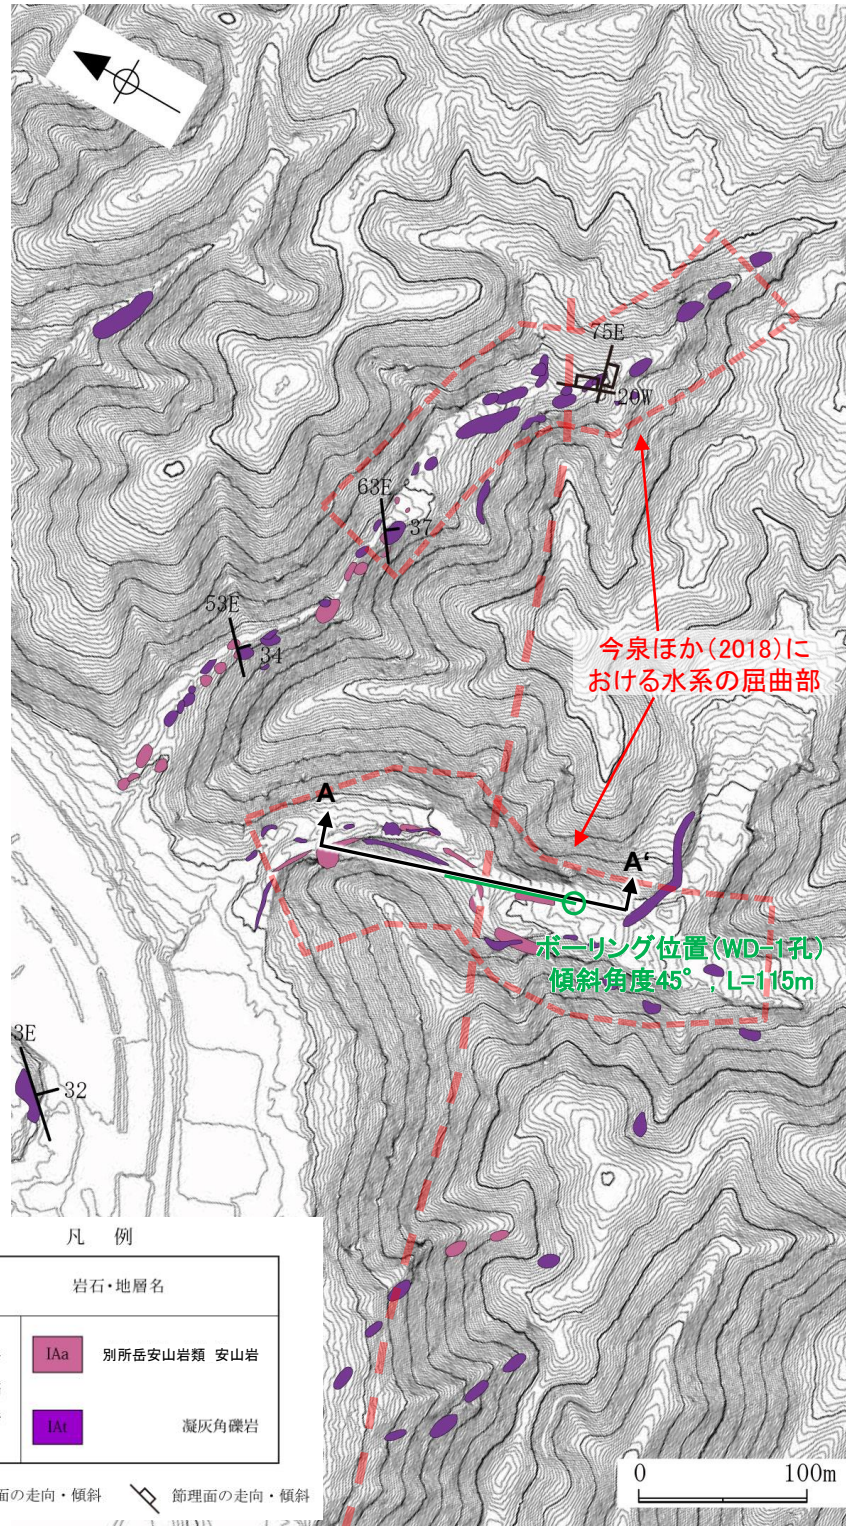 75E
20W
63E
37
53E
34
今泉ほか(2018)に
おける水系の屈曲部
A
A‘
ボーリング位置(WD-1孔)
傾斜角度45°, L=115m
3E
32
凡 例
岩石・地層名
IAa 別所岳安山岩類 安山岩
IAt 凝灰角礫岩
面の走向・傾斜 節理面の走向・傾斜
0 100m